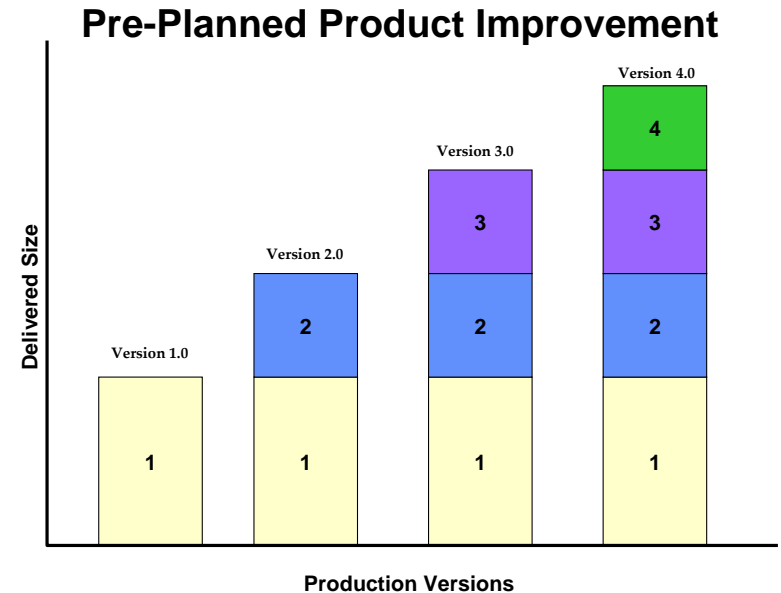 Pre-Planned Product Improvement
Version 4.0
4
Version 3.0
3
3
Version 2.0
2
2
2
Version 1.0
1
1
1
1
Delivered Size
Production Versions